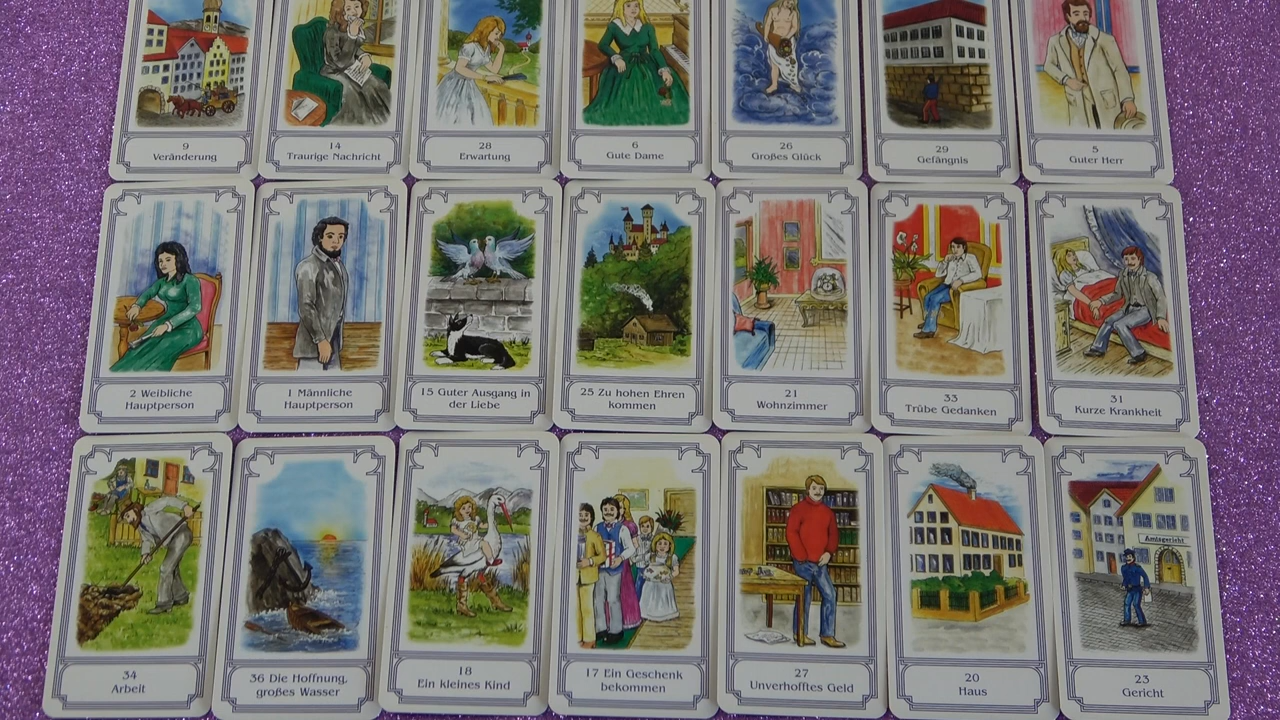 9
Veränderung
14
Traurige Nachricht
28
Erwartung
6
Gute Dame
26
Großes Glück
29
Gefängnis
5
Guter Herr
2 Weibliche
Hauptperson
1 Männliche
Hauptperson
15 Guter Ausgang in
der Liebe
25 Zu hohen Ehren
kommen
21
Wohnzimmer
33
Trübe Gedanken
31
Kurze Krankheit
34
Arbeit
36 Die Hoffnung,
großes Wasser
18
Ein kleines Kind
17 Ein Geschenk
bekommen
27
Unverhofftes Geld
20
Haus
Amtsgericht
23
Gericht